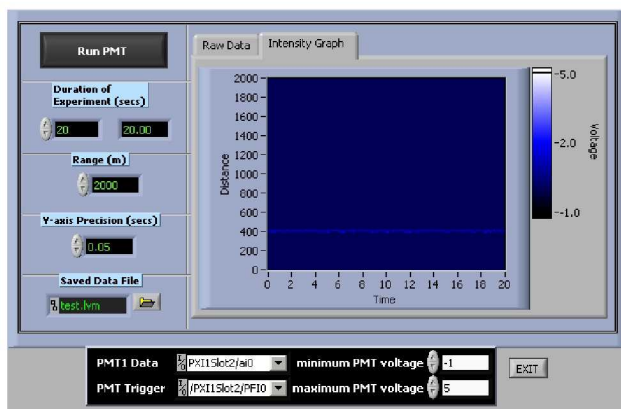 Run PMT
Raw Data
Intensity Graph
Duration of
Experiment (secs)
20
20.00
Range (m)
2000
Y-axis Precision (secs)
0.05
Saved Data File
test.lvm
Distance
2000
1800
1600
1400
1200
1000
800
600
400
200
0
0 2 4 6 8 10 12 14 16 18 20
Time
-5.0
-2.0
--1.0
Voltage
PMT1 Data
PXI1Slot2/ai0
minimum PMT voltage
-1
PMT Trigger
/PXI1Slot2/PFI0
maximum PMT voltage
5
EXIT